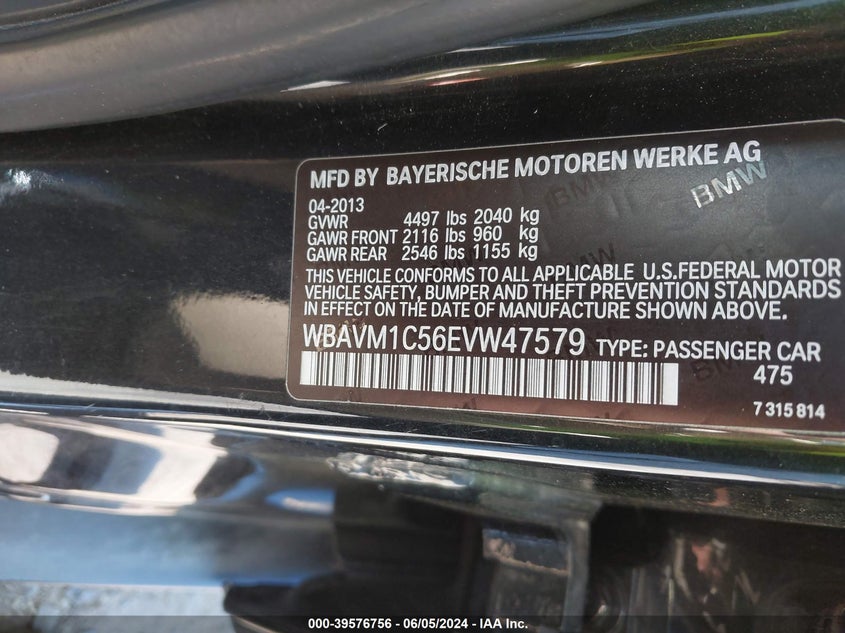 MFD BY BAYERISCHE MOTOREN WERKE AG
04-2013
GVWR 4497 lbs 2040 kg
GAWR FRONT 2116 lbs 960 kg
GAWR REAR 2546 lbs 1155 kg
THIS VEHICLE CONFORMS TO ALL APPLICABLE U.S.FEDERAL MOTOR
VEHICLE SAFETY, BUMPER AND THEFT PREVENTION STANDARDS
IN EFFECT ON THE DATE OF MANUFACTURE SHOWN ABOVE.
WBAVM1C56EVW47579 TYPE: PASSENGER CAR
475
7 315 814
BMW
000-39576756 - 06/05/2024 - IAA Inc.